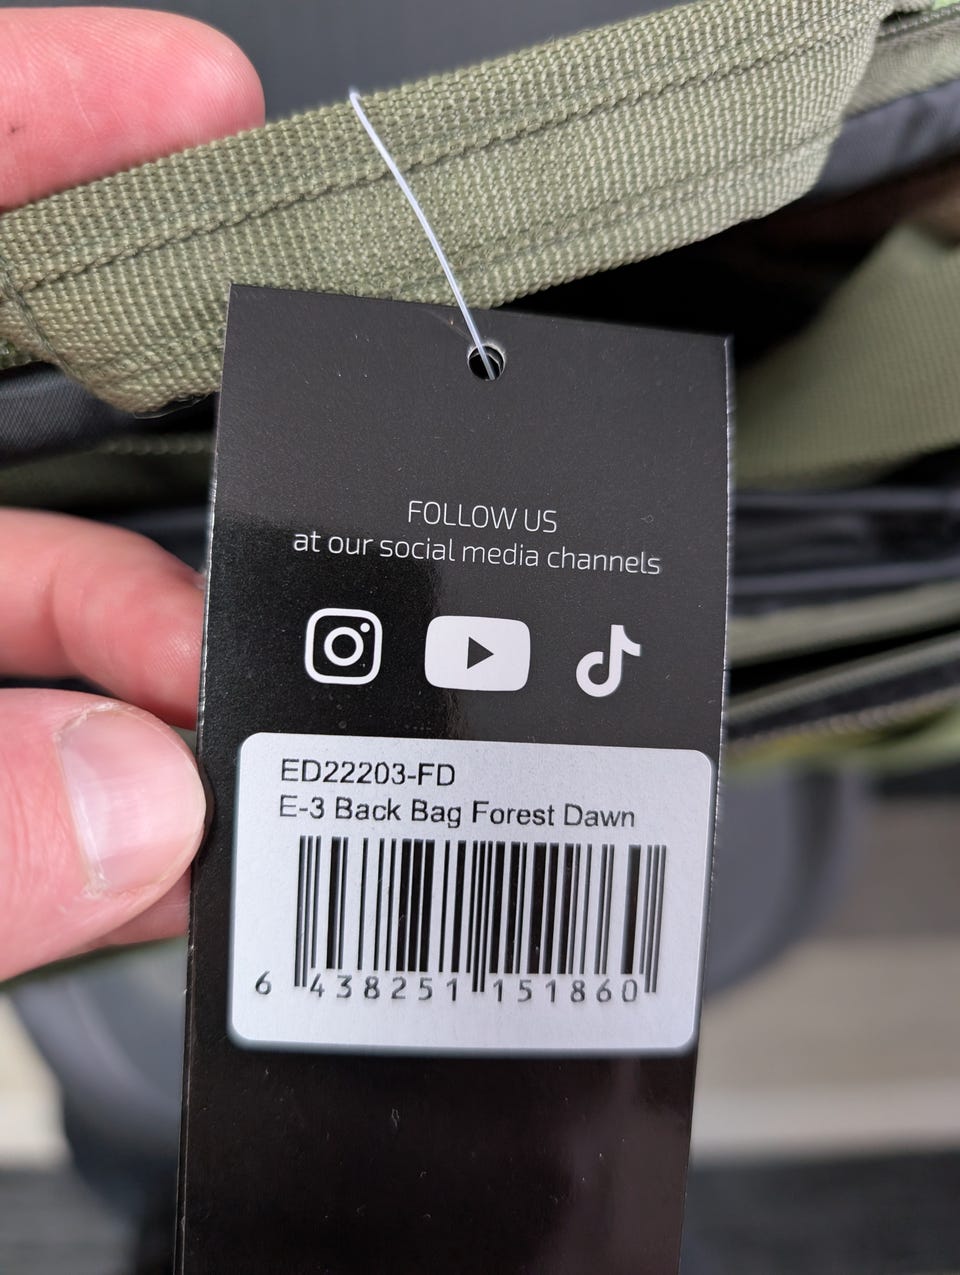 FOLLOW US
at our social media channels
ED22203-FD
E-3 Back Bag Forest Dawn
6 438251 151860